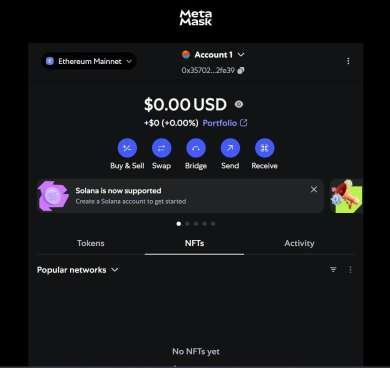 Meta
Mask
Ethereum Mainnet
Account 1
0x35702...2fe39
$0.00 USD
+$0 (+0.00%) Portfolio
Buy & Sell Swap Bridge Send Receive
Solana is now supported
Create a Solana account to get started
Tokens NFTs Activity
Popular networks
No NFTs yet